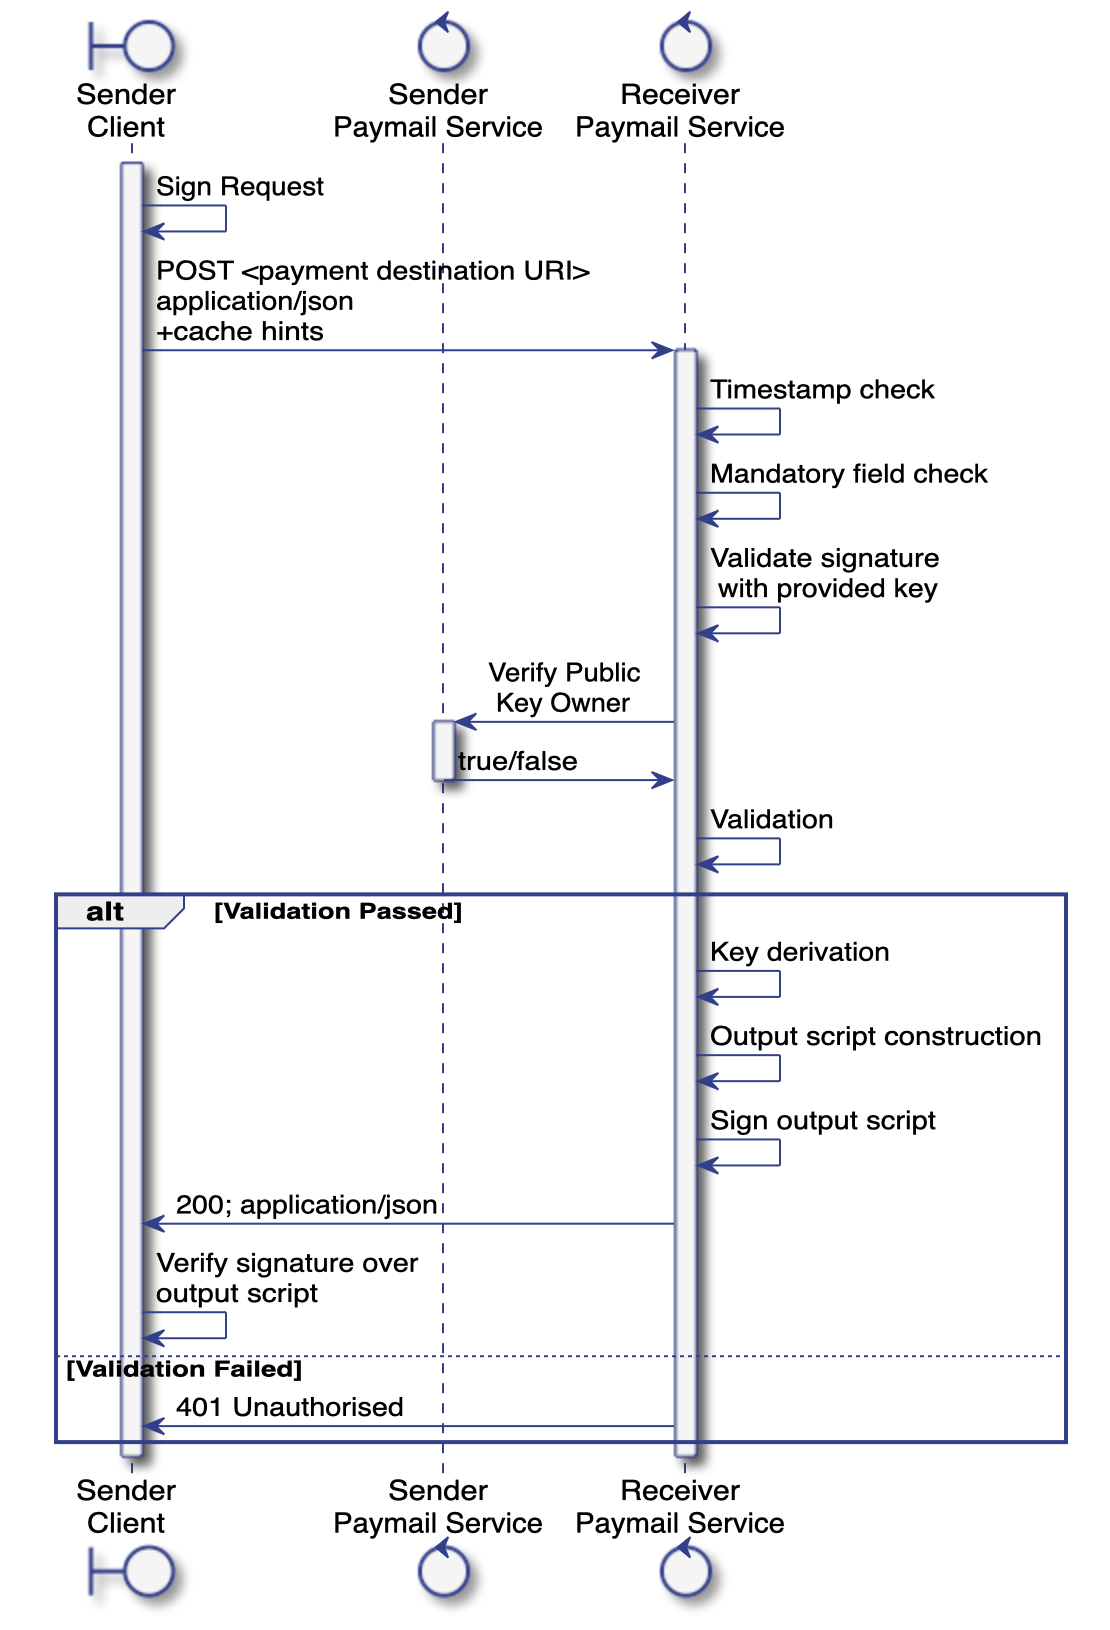 Sender
Client
Sender
Paymail Service
Receiver
Paymail Service
Sign Request
POST <payment destination URI>
application/json
+cache hints
Timestamp check
Mandatory field check
Validate signature
with provided key
Verify Public
Key Owner
true/false
Validation
alt [Validation Passed]
Key derivation
Output script construction
Sign output script
200; application/json
Verify signature over
output script
[Validation Failed]
401 Unauthorised
Sender
Client
Sender
Paymail Service
Receiver
Paymail Service